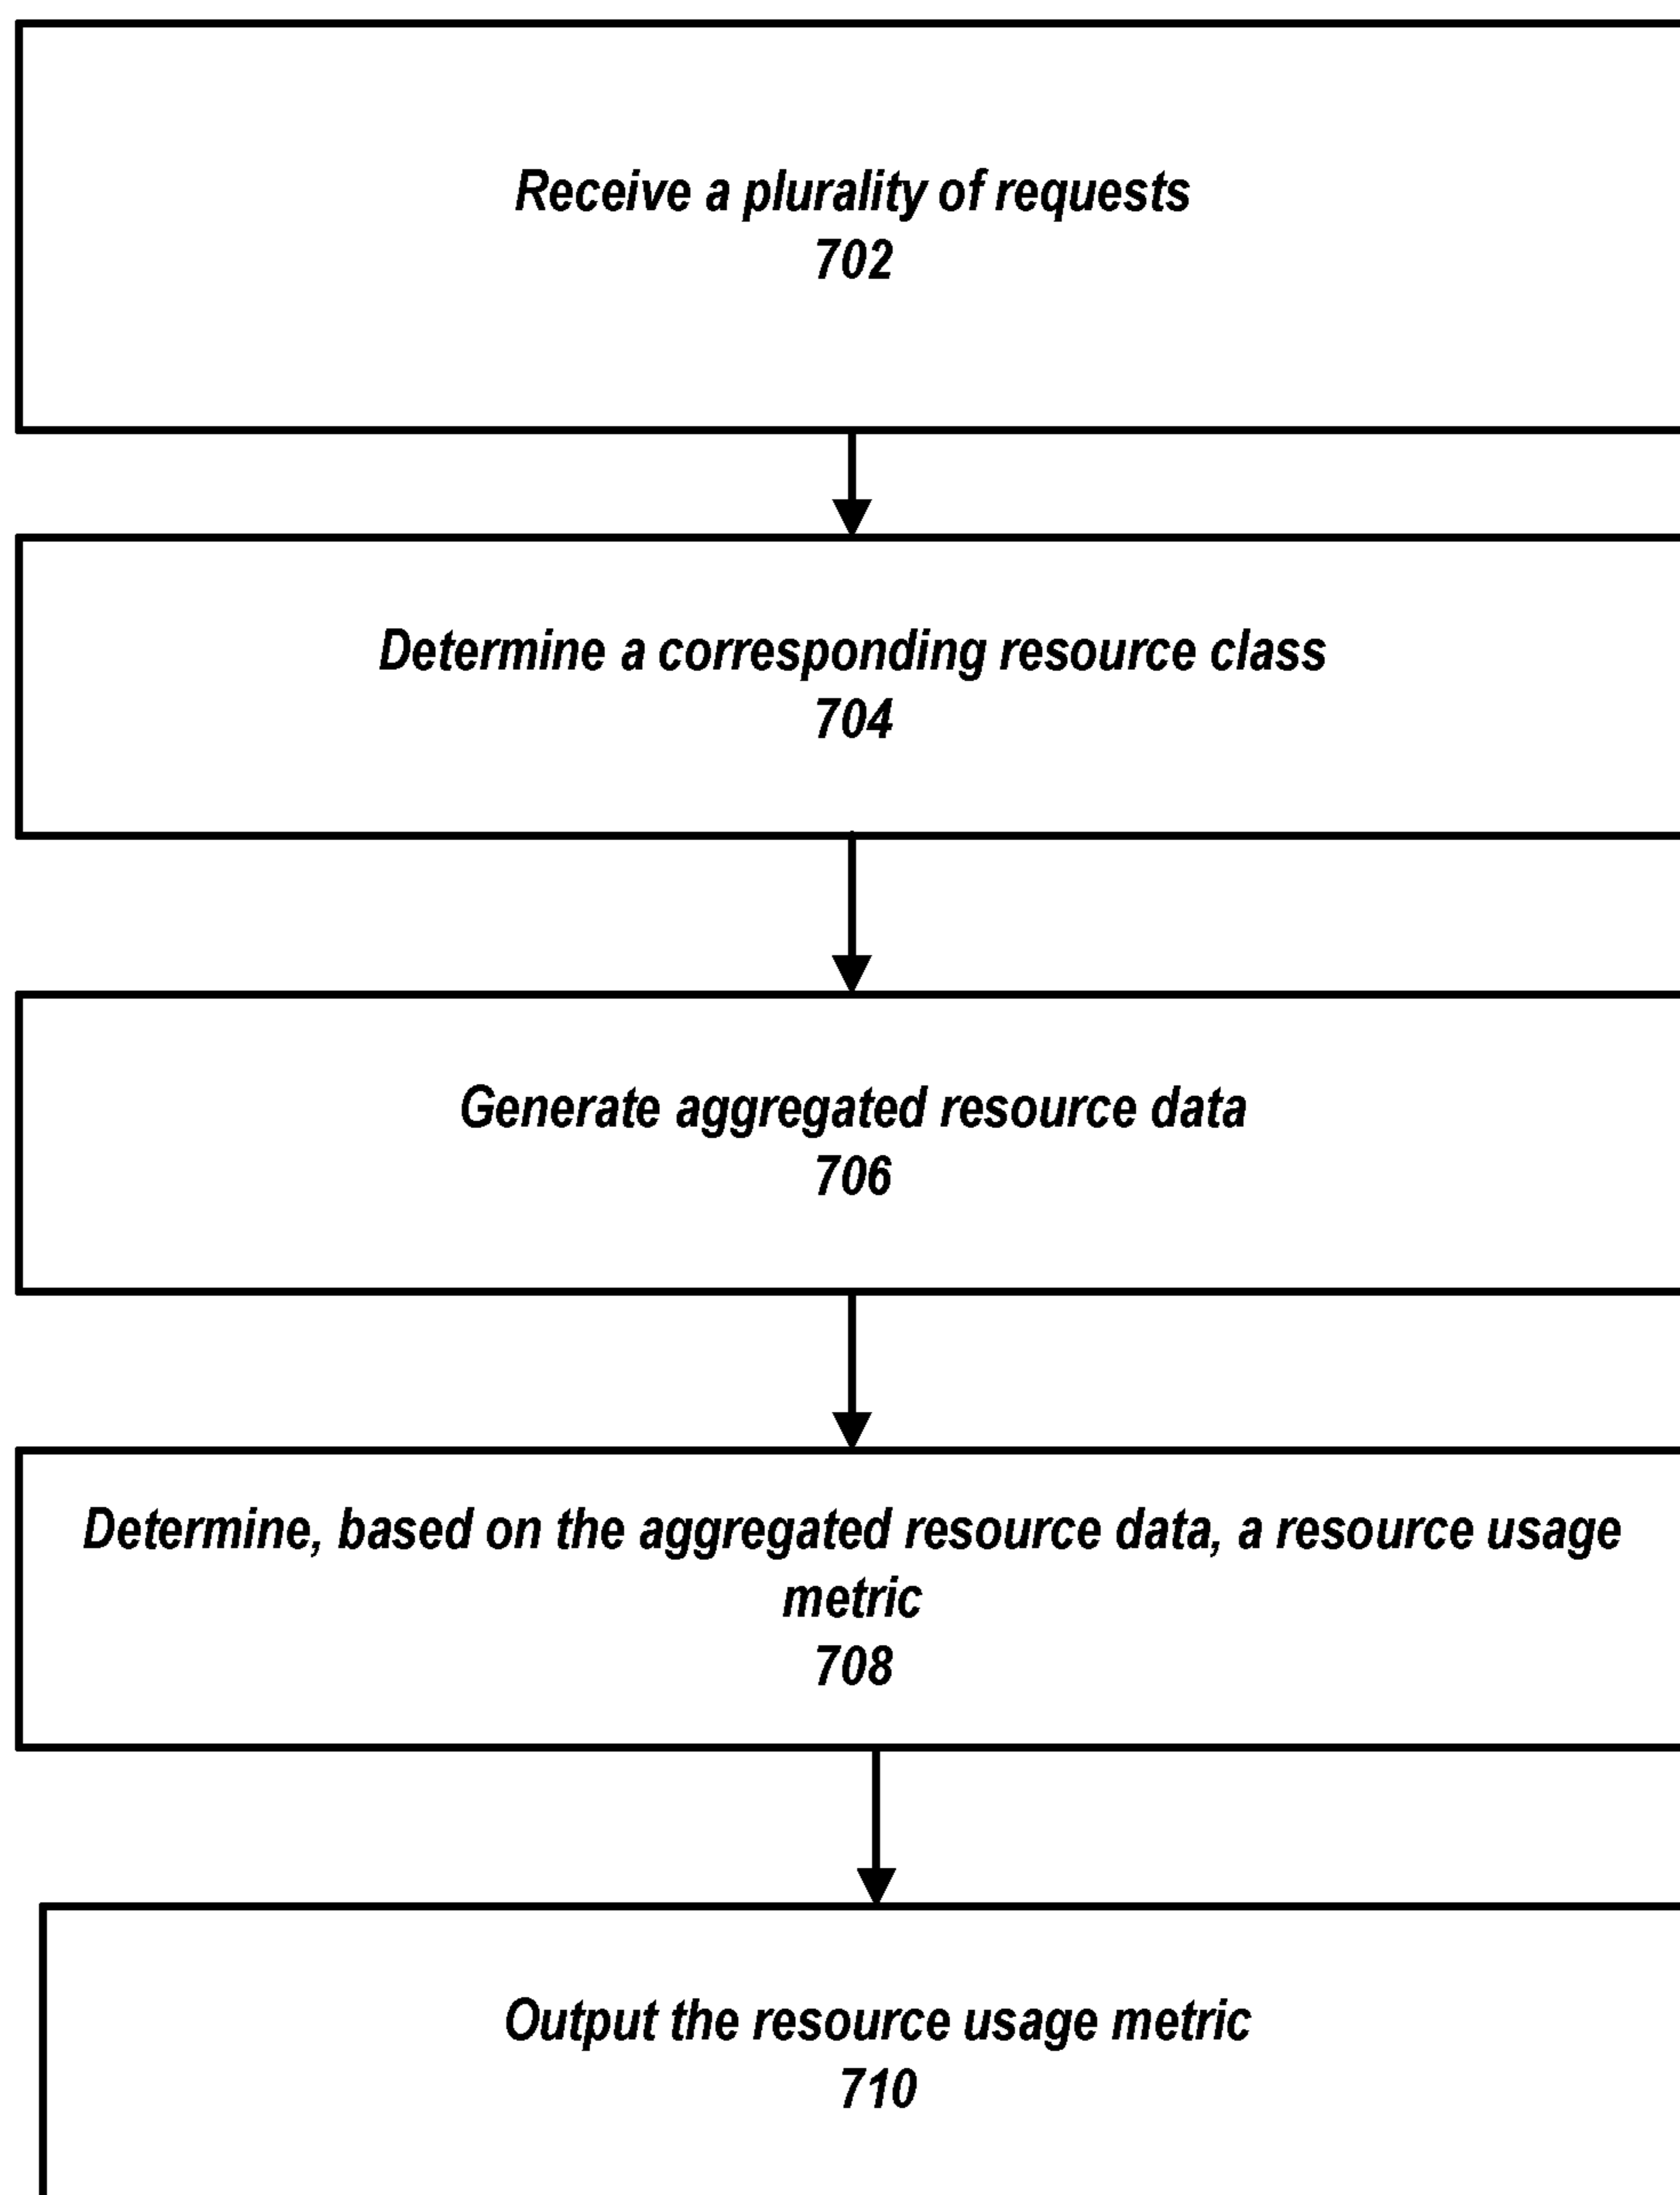 Receive a plurality of requests
702
Determine a corresponding resource class
704
Generate aggregated resource data
706
Determine, based on the aggregated resource data, a resource usage
metric
708
Output the resource usage metric
710